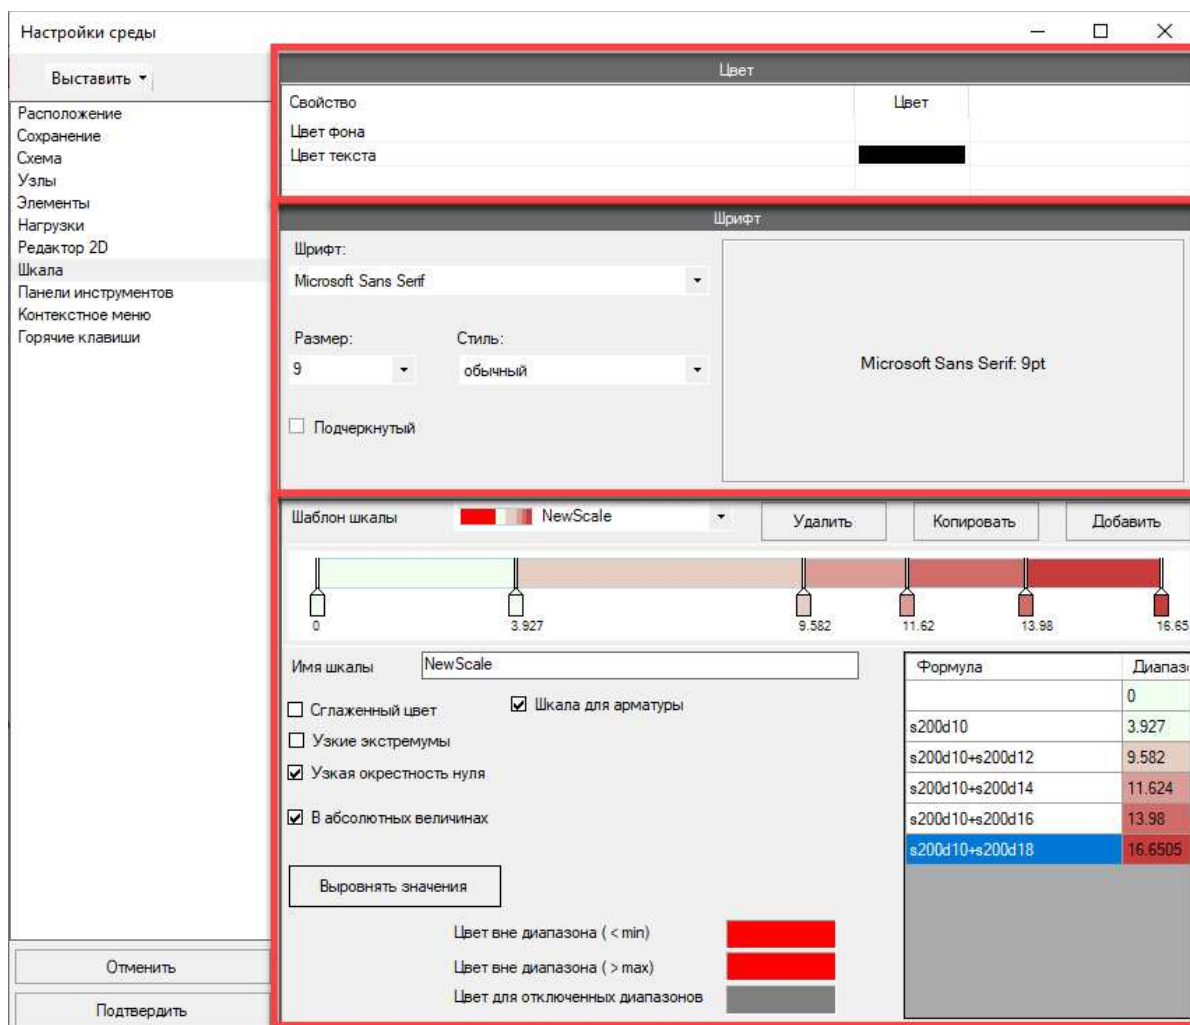 Настройки среды
Выставить
Расположение
Сохранение
Схема
Узлы
Элементы
Нагрузки
Редактор 2D
Шкала
Панели инструментов
Контекстное меню
Горячие клавиши
Отменить
Подтвердить
Цвет
Свойство Цвет
Цвет фона
Цвет текста
Шрифт
Шрифт:
Microsoft Sans Serif
Размер: Стиль:
9 обычный
Подчеркнутый
Microsoft Sans Serif: 9pt
Шаблон шкалы NewScale Удалить Копировать Добавить
0 3.927 9.582 11.62 13.98 16.65
Имя шкалы NewScale
Сглаженный цвет Шкала для арматуры
Узкие экстремумы
Узкая окрестность нуля
В абсолютных величинах
Выровнять значения
Цвет вне диапазона ( < min)
Цвет вне диапазона ( > max)
Цвет для отключенных диапазонов
Формула Диапазо
0
s200d10 3.927
s200d10+s200d12 9.582
s200d10+s200d14 11.624
s200d10+s200d16 13.98
s200d10+s200d18 16.6505